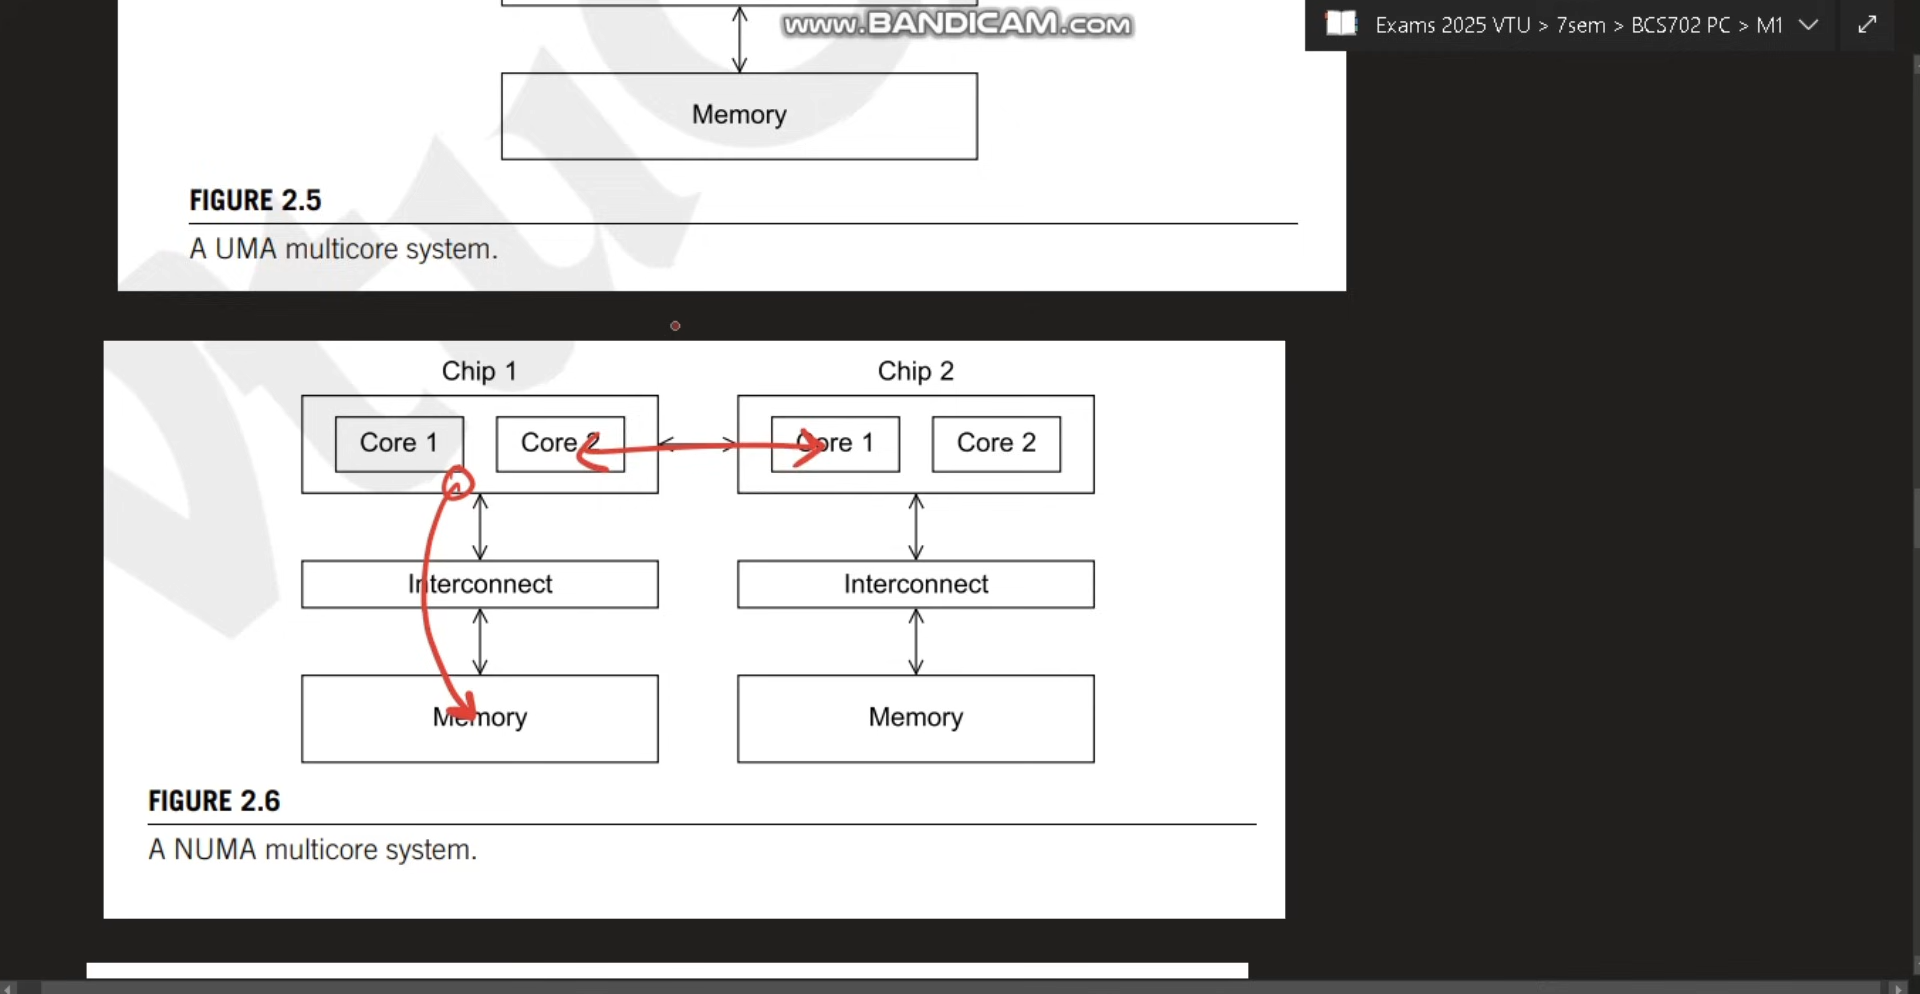 www.BANDICAM.com
Exams 2025 VTU > 7sem > BCS702 PC > M1
Memory
FIGURE 2.5
A UMA multicore system.
Chip 1
Chip 2
Core 1
Core 2
Core 1
Core 2
Interconnect
Interconnect
Memory
Memory
FIGURE 2.6
A NUMA multicore system.